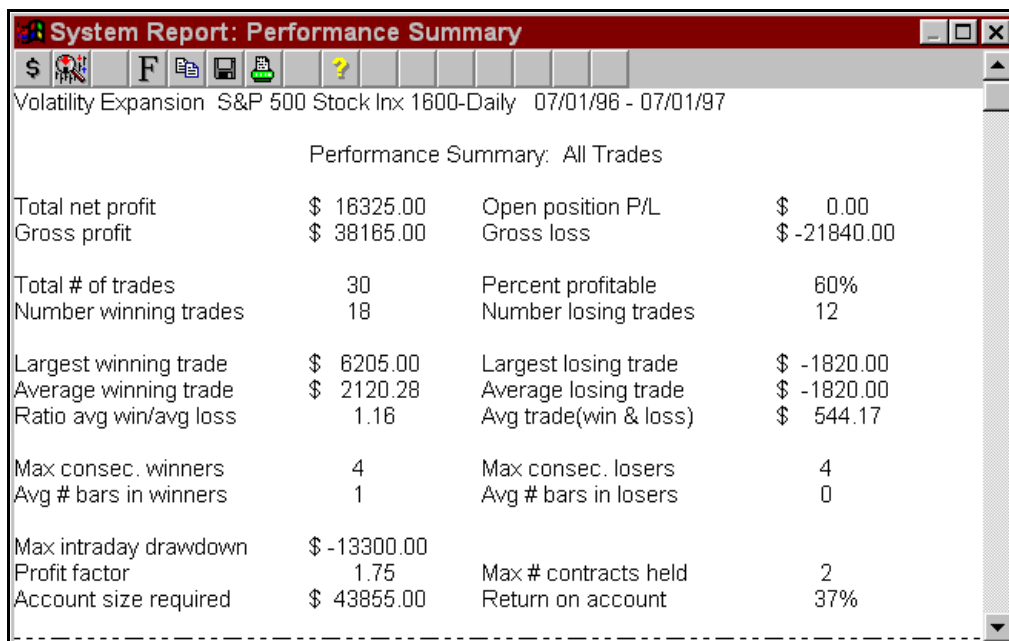 System Report: Performance Summary
$ F ?
Volatility Expansion S&P 500 Stock Inx 1600-Daily 07/01/96 - 07/01/97
Performance Summary: All Trades
Total net profit $ 16325.00 Open position P/L $ 0.00
Gross profit $ 38165.00 Gross loss $ -21840.00
Total # of trades 30 Percent profitable 60%
Number winning trades 18 Number losing trades 12
Largest winning trade $ 6205.00 Largest losing trade $ -1820.00
Average winning trade $ 2120.28 Average losing trade $ -1820.00
Ratio avg win/avg loss 1.16 Avg trade(win & loss) $ 544.17
Max consec. winners 4 Max consec. losers 4
Avg # bars in winners 1 Avg # bars in losers 0
Max intraday drawdown $ -13300.00
Profit factor 1.75 Max # contracts held 2
Account size required $ 43855.00 Return on account 37%